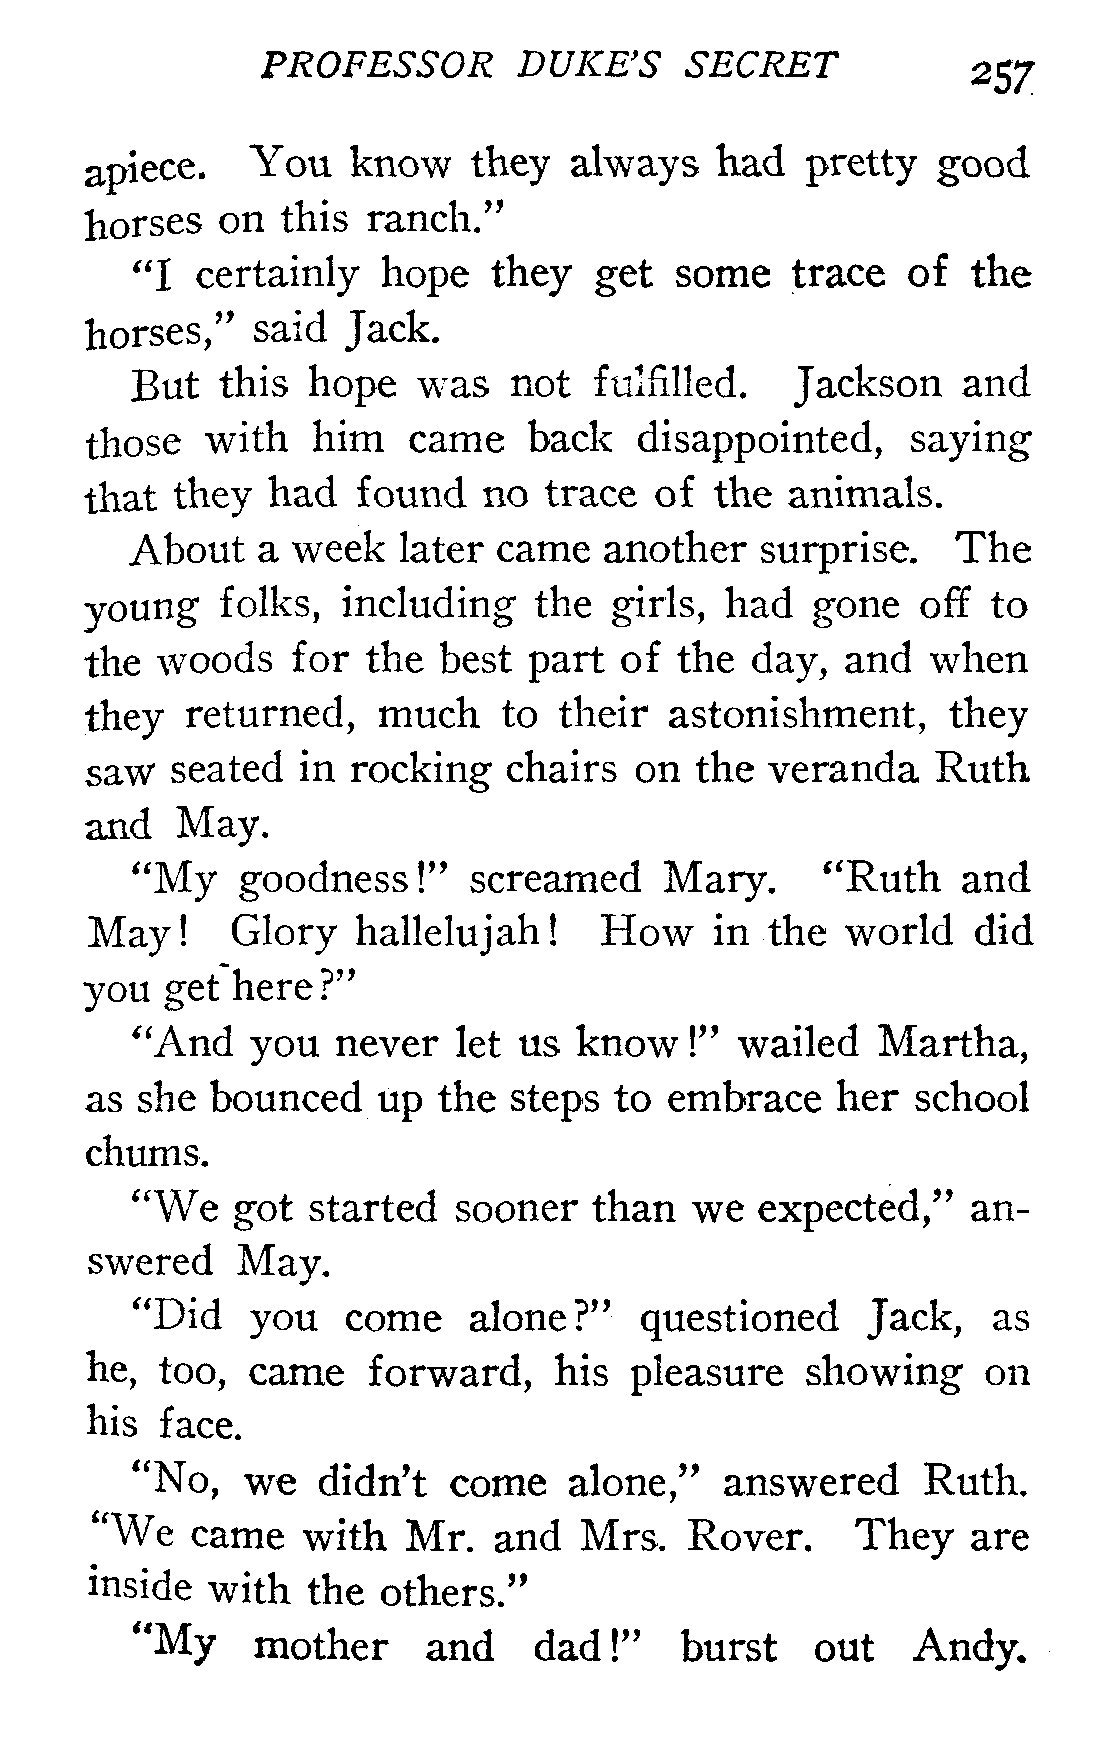 PROFESSOR DUKE'S SECRET 257
apiece. You know they always had pretty good
horses on this ranch."
"I certainly hope they get some trace of the
horses," said Jack.
But this hope was not fulfilled. Jackson and
those with him came back disappointed, saying
that they had found no trace of the animals.
About a week later came another surprise. The
young folks, including the girls, had gone off to
the woods for the best part of the day, and when
they returned, much to their astonishment, they
saw seated in rocking chairs on the veranda Ruth
and May.
"My goodness!" screamed Mary. "Ruth and
May! Glory hallelujah! How in the world did
you get here?"
"And you never let us know!" wailed Martha,
as she bounced up the steps to embrace her school
chums.
"We got started sooner than we expected," an-
swered May.
"Did you come alone?" questioned Jack, as
he, too, came forward, his pleasure showing on
his face.
"No, we didn't come alone," answered Ruth.
"We came with Mr. and Mrs. Rover. They are
inside with the others."
"My mother and dad!" burst out Andy.